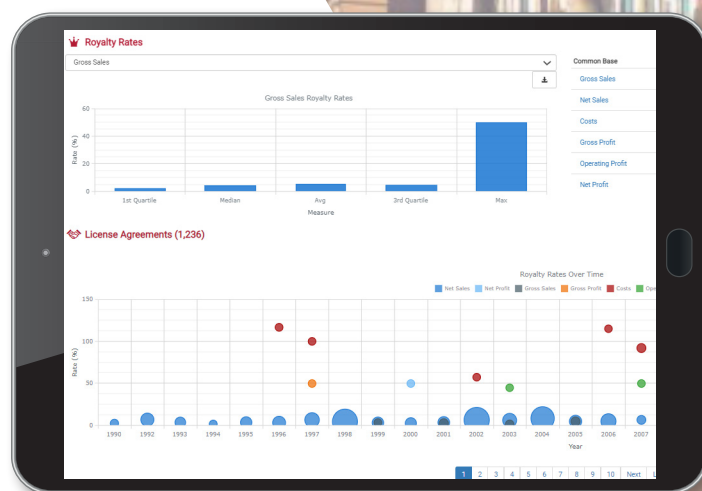 Royalty Rates
Gross Sales
Common Base
Gross Sales
Net Sales
Costs
Gross Profit
Operating Profit
Net Profit
Gross Sales Royalty Rates
60
40
20
0
Rate (%)
1st Quartile Median Avg 3rd Quartile Max
Measure
License Agreements (1,236)
Royalty Rates Over Time
Net Sales Net Profit Gross Sales Gross Profit Costs Ope
150
100
50
0
Rate (%)
1990 1992 1993 1994 1995 1996 1997 1998 1999 2000 2001 2002 2003 2004 2005 2006 2007
Year
1 2 3 4 5 6 7 8 9 10 Next L